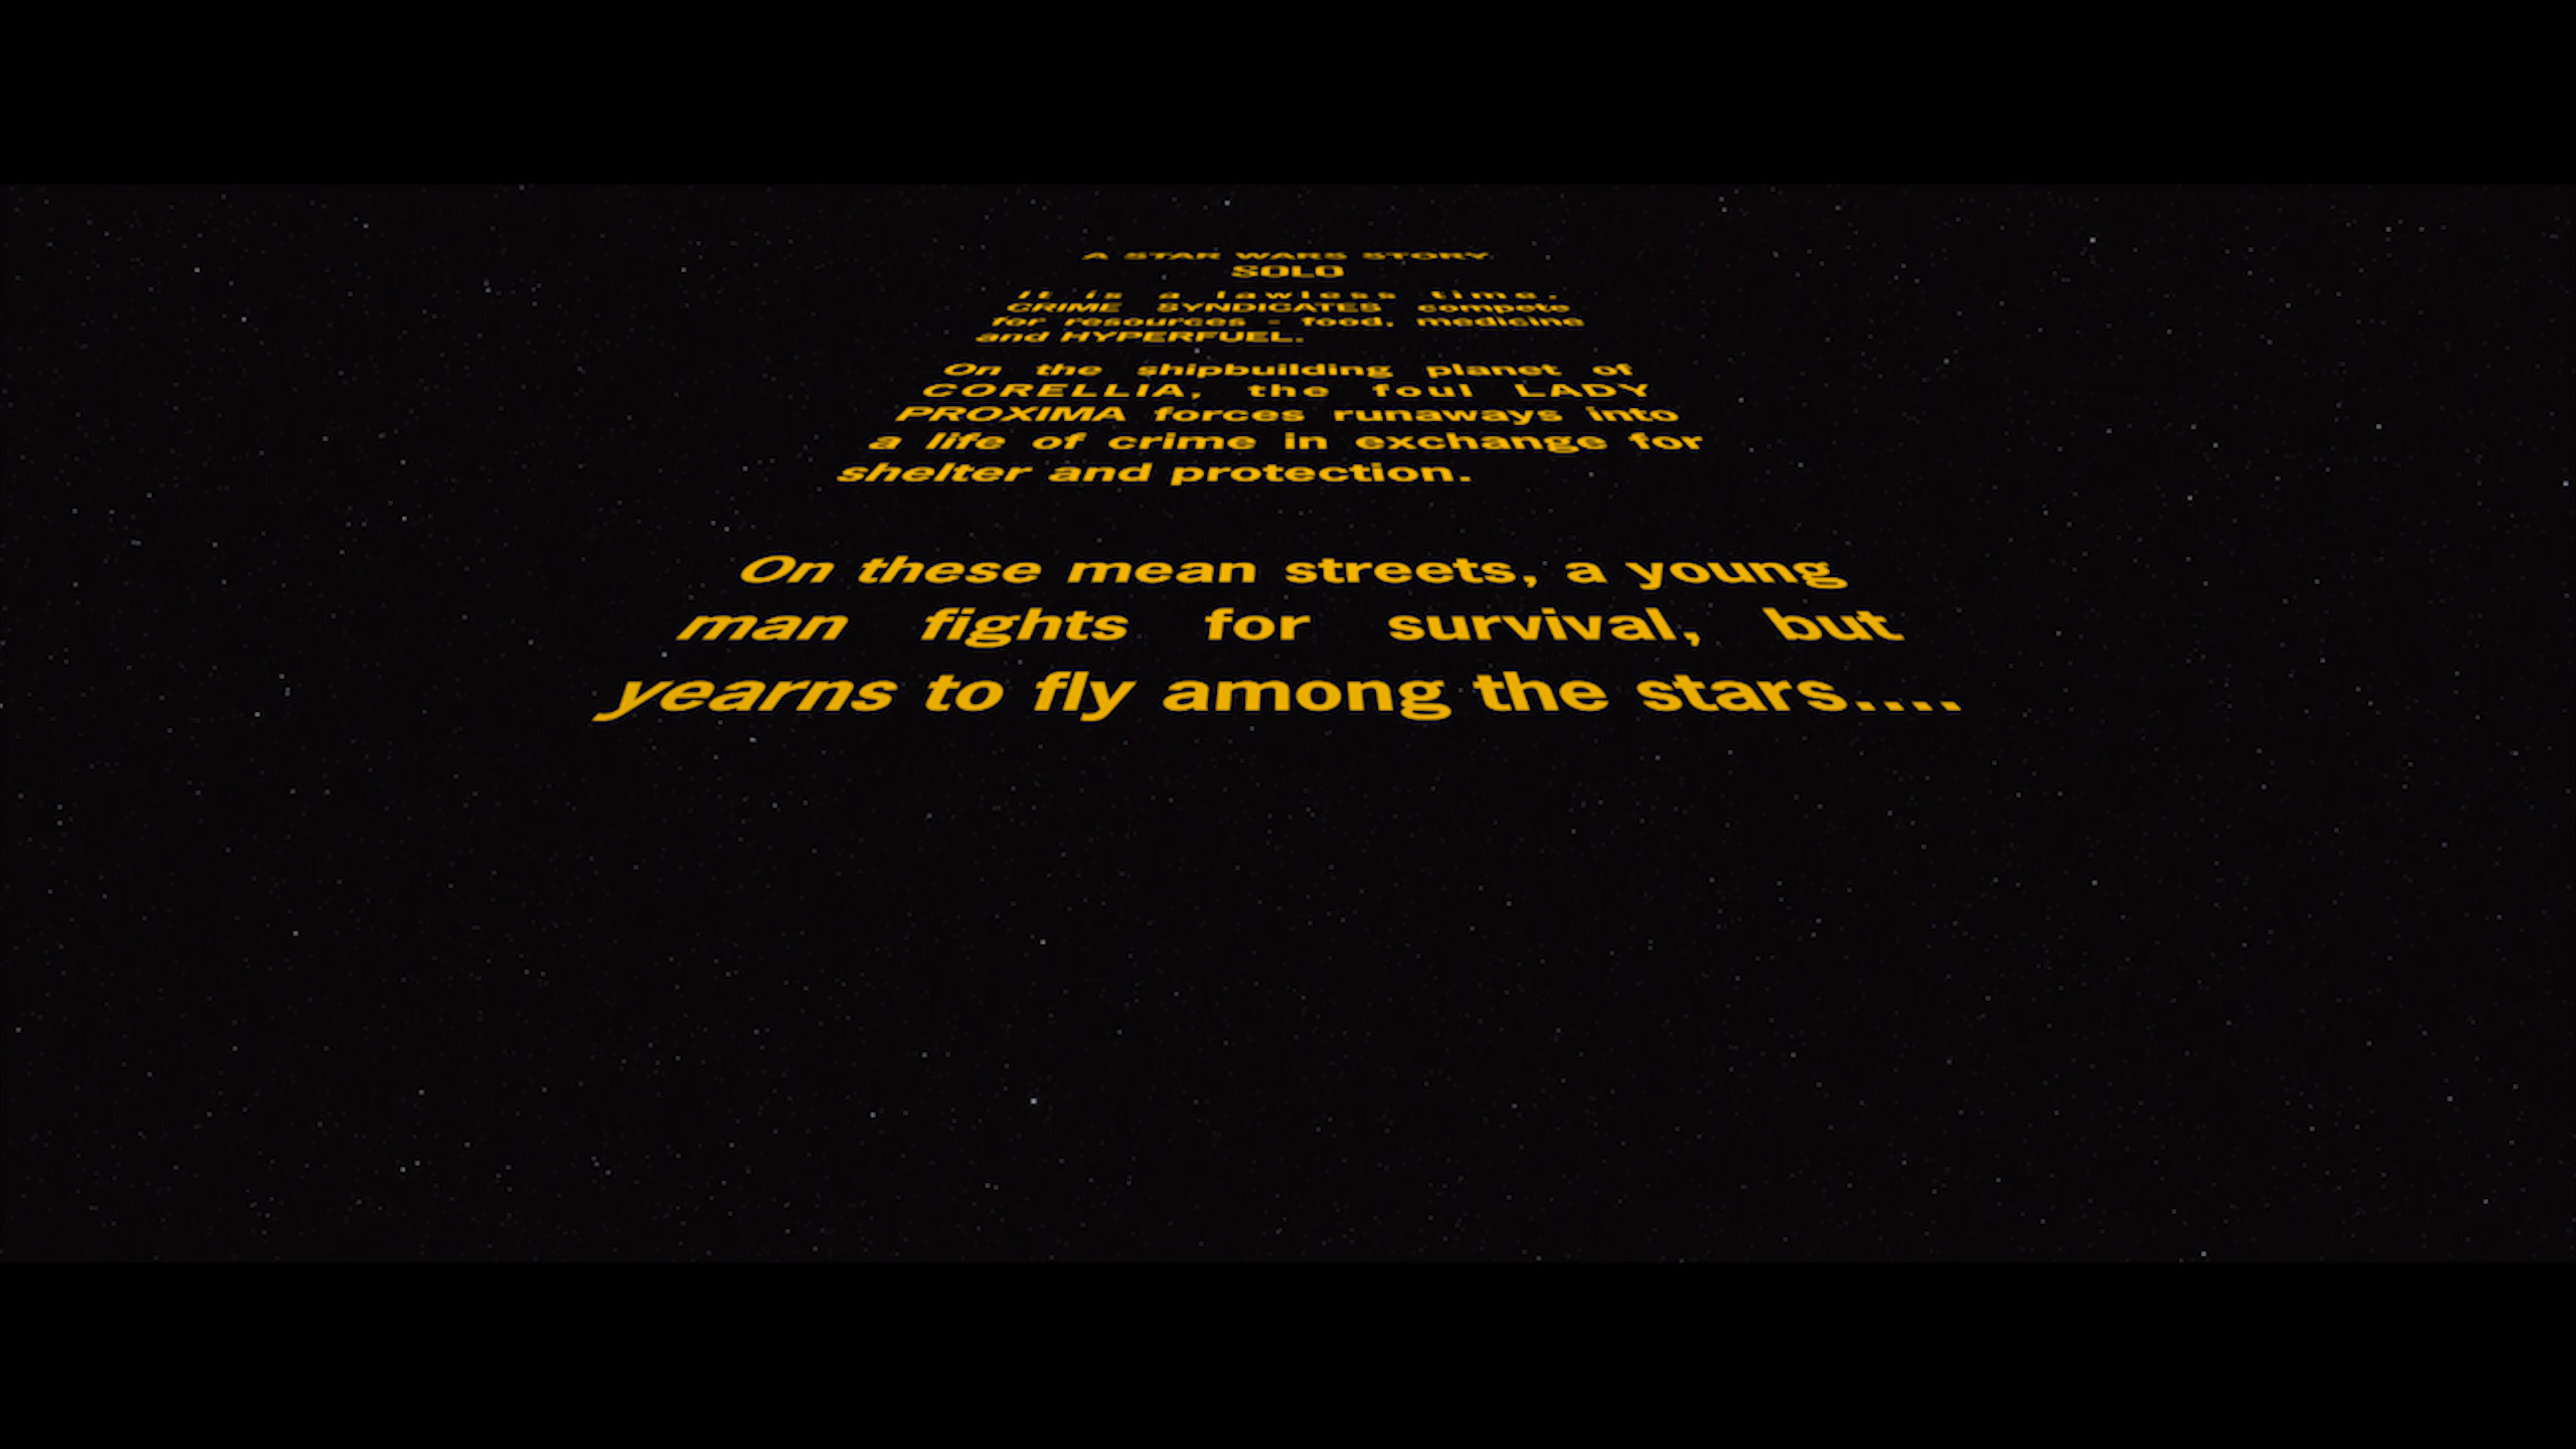 A STAR WARS STORY
SOLO
It is a lawless time.
CRIME SYNDICATES compete
for resources - food, medicine
and HYPERFUEL.
On the shipbuilding planet of
CORELLIA, the foul LADY
PROXIMA forces runaways into
a life of crime in exchange for
shelter and protection.
On these mean streets, a young
man fights for survival, but
yearns to fly among the stars....